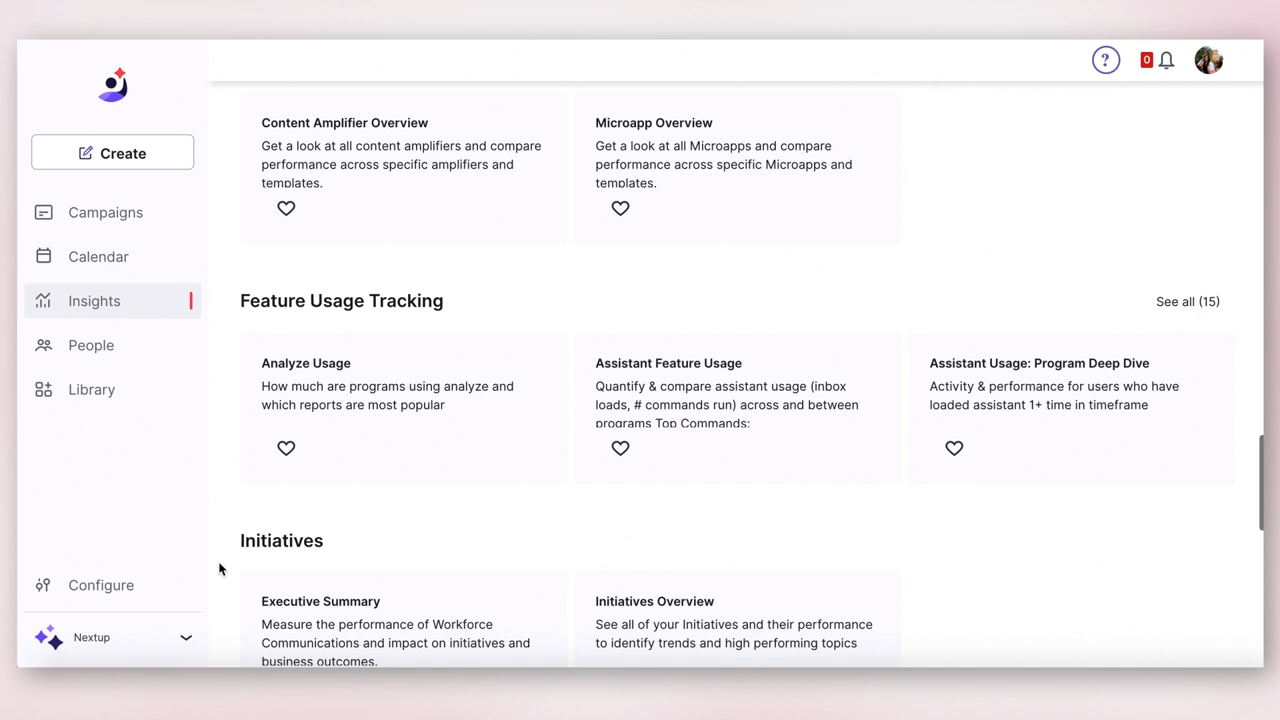 ?
0
Create
Campaigns
Calendar
Insights
People
Library
Configure
Nextup
Content Amplifier Overview
Get a look at all content amplifiers and compare
performance across specific amplifiers and
templates.
Microapp Overview
Get a look at all Microapps and compare
performance across specific Microapps and
templates.
Feature Usage Tracking
See all (15)
Analyze Usage
How much are programs using analyze and
which reports are most popular
Assistant Feature Usage
Quantify & compare assistant usage (inbox
loads, # commands run) across and between
programs Top Commands:
Assistant Usage: Program Deep Dive
Activity & performance for users who have
loaded assistant 1+ time in timeframe
Initiatives
Executive Summary
Measure the performance of Workforce
Communications and impact on initiatives and
business outcomes.
Initiatives Overview
See all of your Initiatives and their performance
to identify trends and high performing topics